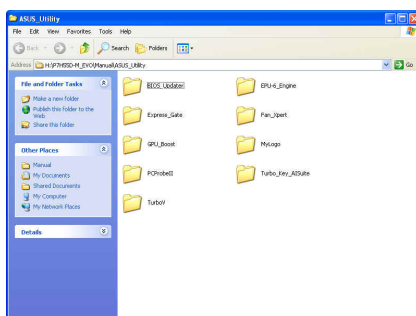 ASUS_Utility
File Edit View Favorites Tools Help
Back Search Folders
Address H:\P7H55D-M_EVO\Manual\ASUS_Utility Go
File and Folder Tasks
Make a new folder
Publish this folder to the Web
Share this folder
Other Places
Manual
My Documents
Shared Documents
My Computer
My Network Places
Details
BIOS_Updater EPU-6_Engine
Express_Gate Fan_Xpert
GPU_Boost MyLogo
PCProbeII Turbo_Key_AISuite
TurboV